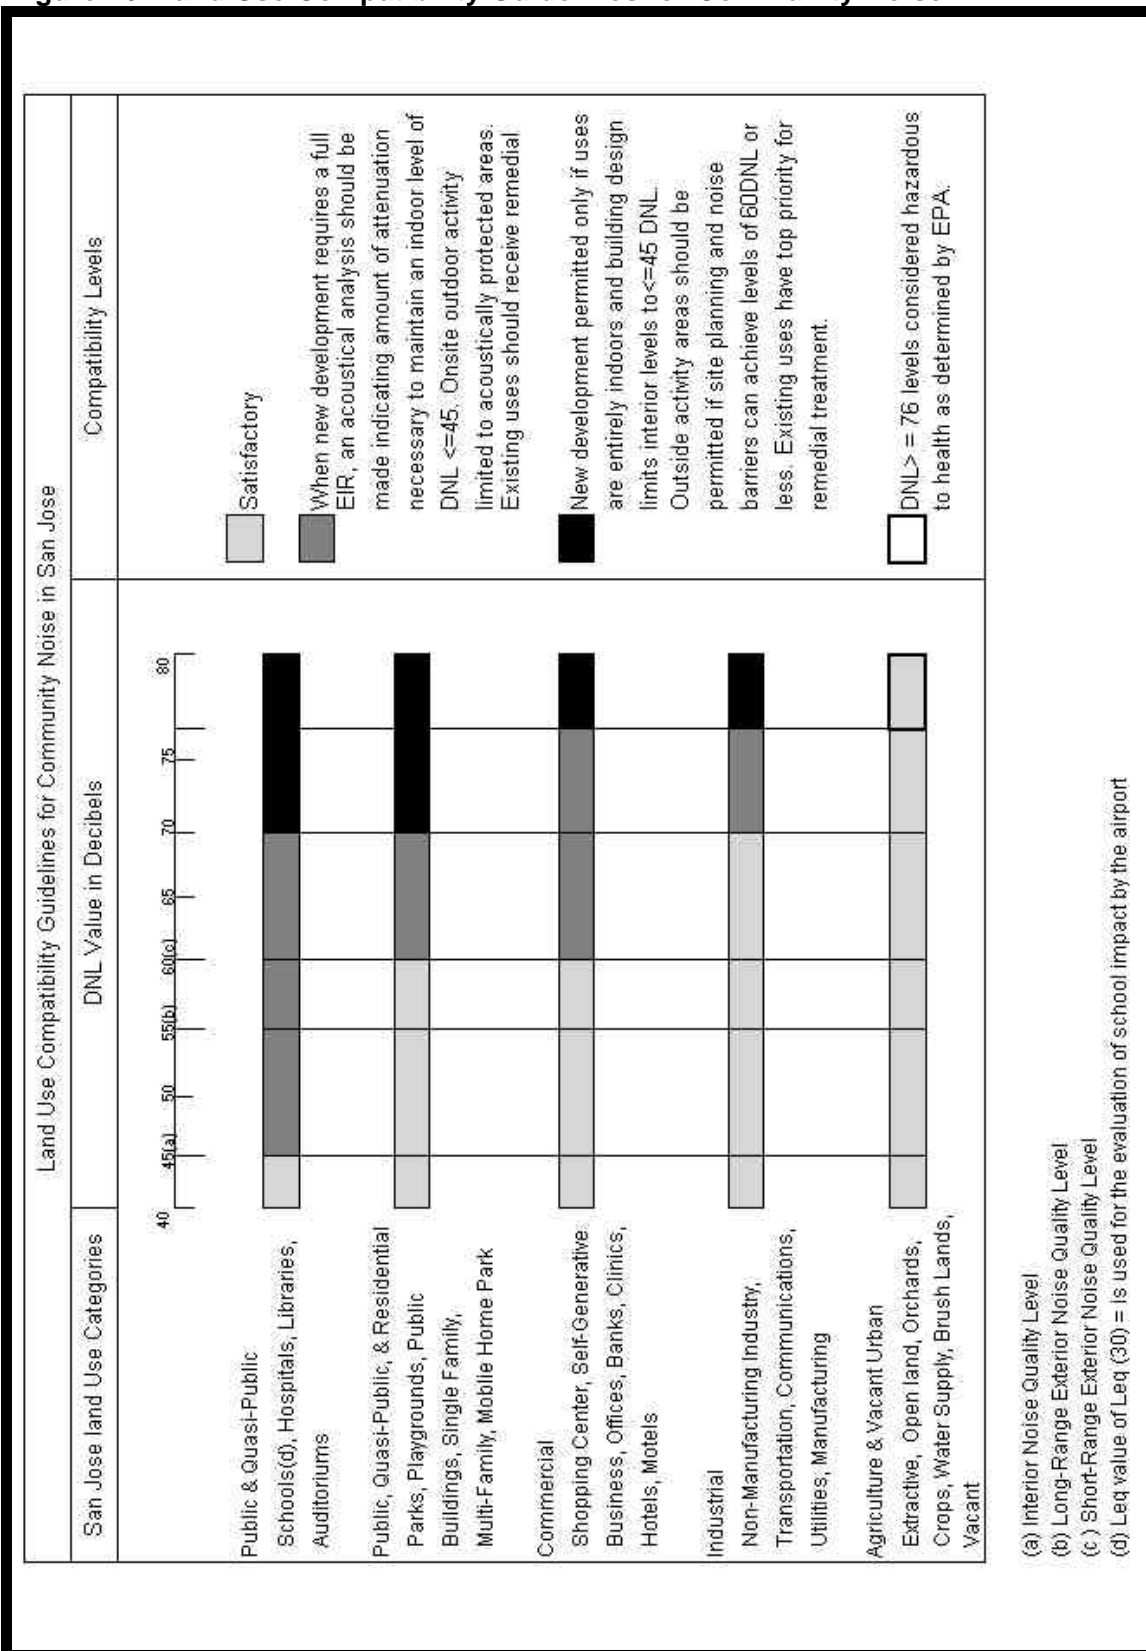 Land Use Compatibility Guidelines for Community Noise in San Jose
San Jose land Use Categories
DNL Value in Decibels
Compatibility Levels
40
45(a)
50
55(b)
60(c)
65
70
75
80
Public & Quasi-Public
Schools(d), Hospitals, Libraries,
Auditoriums
Public, Quasi-Public, & Residential
Parks, Playgrounds, Public
Buildings, Single Family,
Multi-Family, Moblie Home Park
Commercial
Shopping Center, Self-Generative
Business, Offices, Banks, Clinics,
Hotels, Motels
Industrial
Non-Manufacturing Industry,
Transportation, Communications,
Utilities, Manufacturing
Agriculture & Vacant Urban
Extractive, Open land, Orchards,
Crops, Water Supply, Brush Lands,
Vacant
Satisfactory
When new development requires a full
EIR, an acoustical analysis should be
made indicating amount of attenuation
necessary to maintain an indoor level of
DNL <=45. Onsite outdoor activity
limited to acoustically protected areas.
Existing uses should receive remedial
New development permitted only if uses
are entirely indoors and building design
limits interior levels to<=45 DNL.
Outside activity areas should be
permitted if site planning and noise
barriers can achieve levels of 60DNL or
less. Existing uses have top priority for
remedial treatment.
DNL> = 76 levels considered hazardous
to health as determined by EPA.
(a) Interior Noise Quality Level
(b) Long-Range Exterior Noise Quality Level
(c ) Short-Range Exterior Noise Quality Level
(d) Leq value of Leq (30) = is used for the evaluation of school impact by the airport